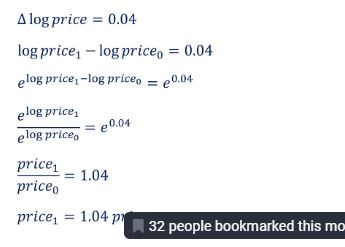 Δ log price = 0.04
log price₁ − log price₀ = 0.04
e^(log price₁−log price₀) = e^0.04
e^(log price₁) / e^(log price₀) = e^0.04
price₁ / price₀ = 1.04
price₁ = 1.04
32 people bookmarked this